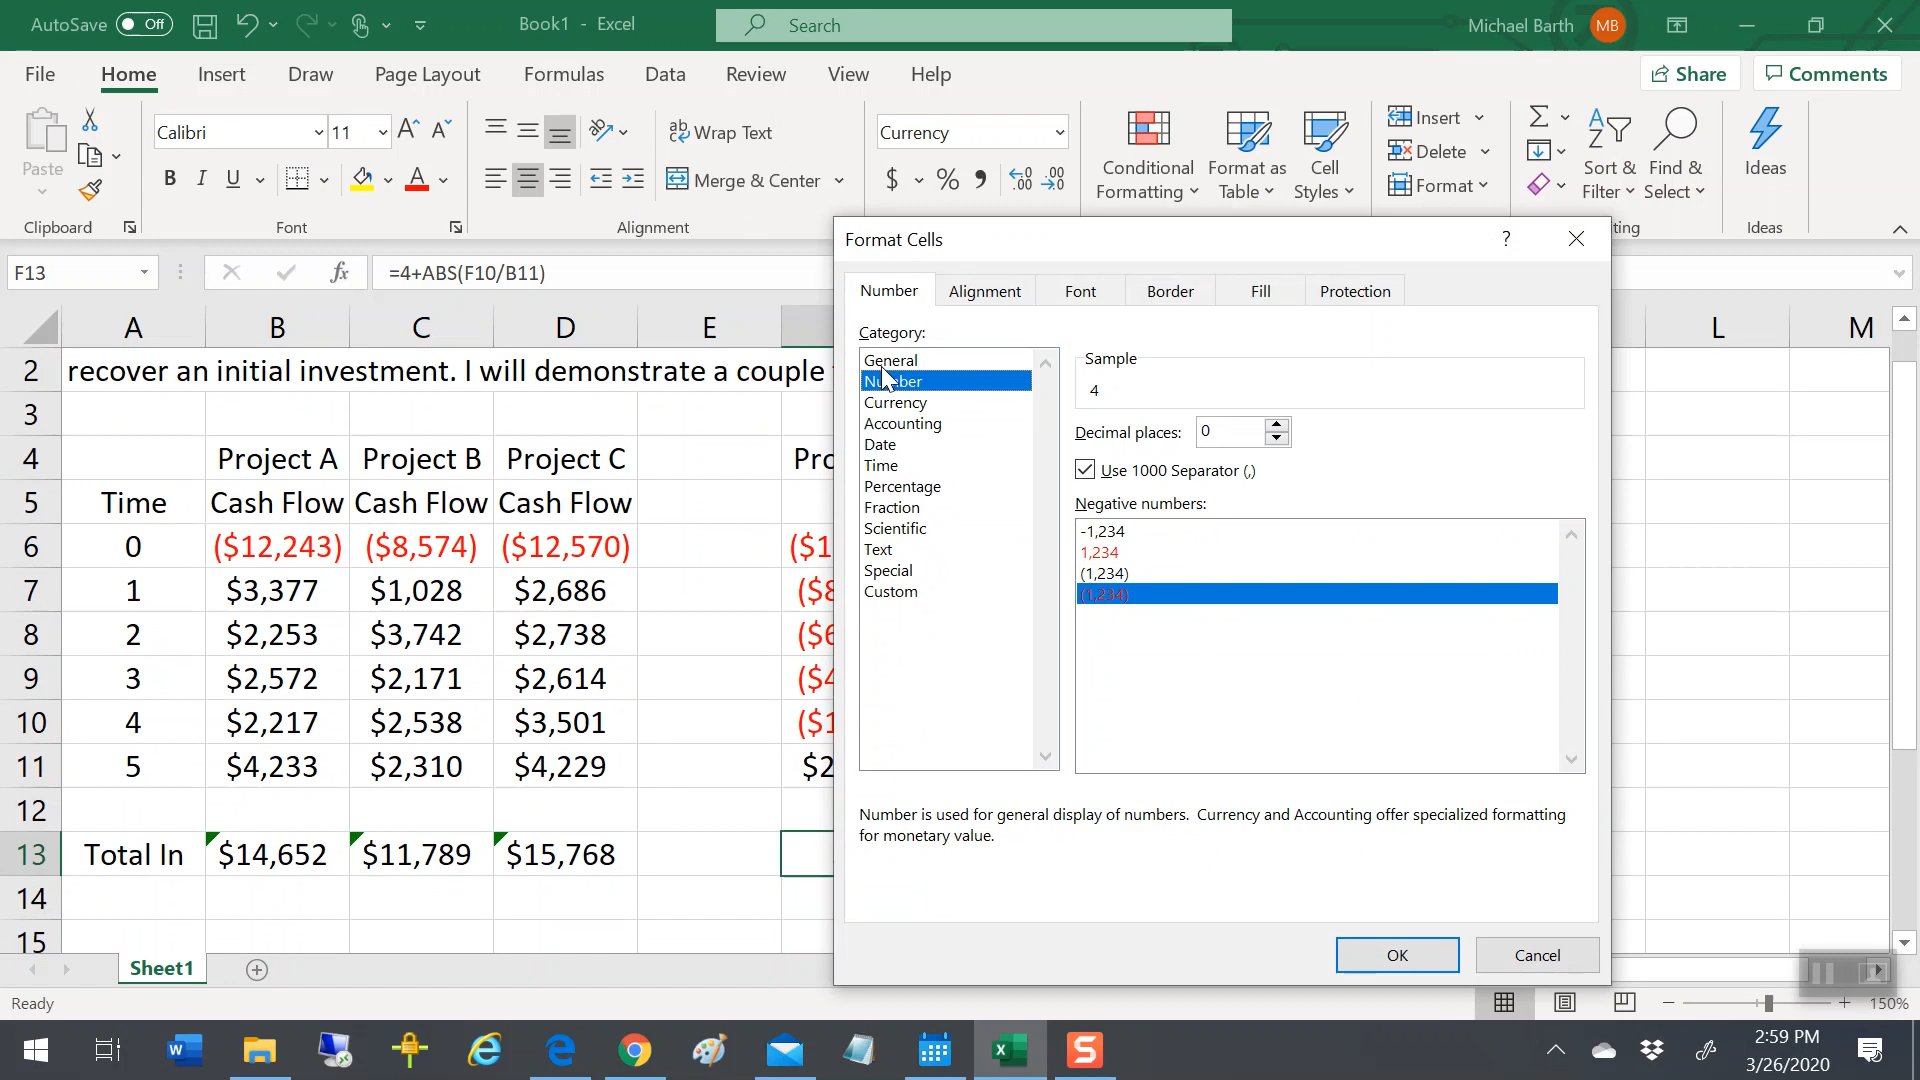 AutoSave Off Book1 - Excel Search Michael Barth MB
File Home Insert Draw Page Layout Formulas Data Review View Help Share Comments
Paste
Clipboard
Calibri 11
B I U
Font
ab Wrap Text
Merge & Center
Alignment
Currency
$ % , .00
Conditional Formatting
Format as Table
Cell Styles
Insert
Delete
Format
Sort & Filter
Find & Select
ting
Ideas
Ideas
F13 fx =4+ABS(F10/B11)
A B C D E L M
2 recover an initial investment. I will demonstrate a couple
3
4 Project A Project B Project C
5 Time Cash Flow Cash Flow Cash Flow
6 0 ($12,243) ($8,574) ($12,570) ($1
7 1 $3,377 $1,028 $2,686
8 2 $2,253 $3,742 $2,738
9 3 $2,572 $2,171 $2,614
10 4 $2,217 $2,538 $3,501 ($1
11 5 $4,233 $2,310 $4,229 $2
12
13 Total In $14,652 $11,789 $15,768
14
15
Format Cells ?
Number Alignment Font Border Fill Protection
Category:
General
Number
Currency
Accounting
Date
Time
Percentage
Fraction
Scientific
Text
Special
Custom
Sample
4
Decimal places: 0
Use 1000 Separator (,)
Negative numbers:
-1,234
1,234
(1,234)
(1,234)
Number is used for general display of numbers. Currency and Accounting offer specialized formatting
for monetary value.
OK Cancel
Sheet1
Ready 150%
2:59 PM
3/26/2020